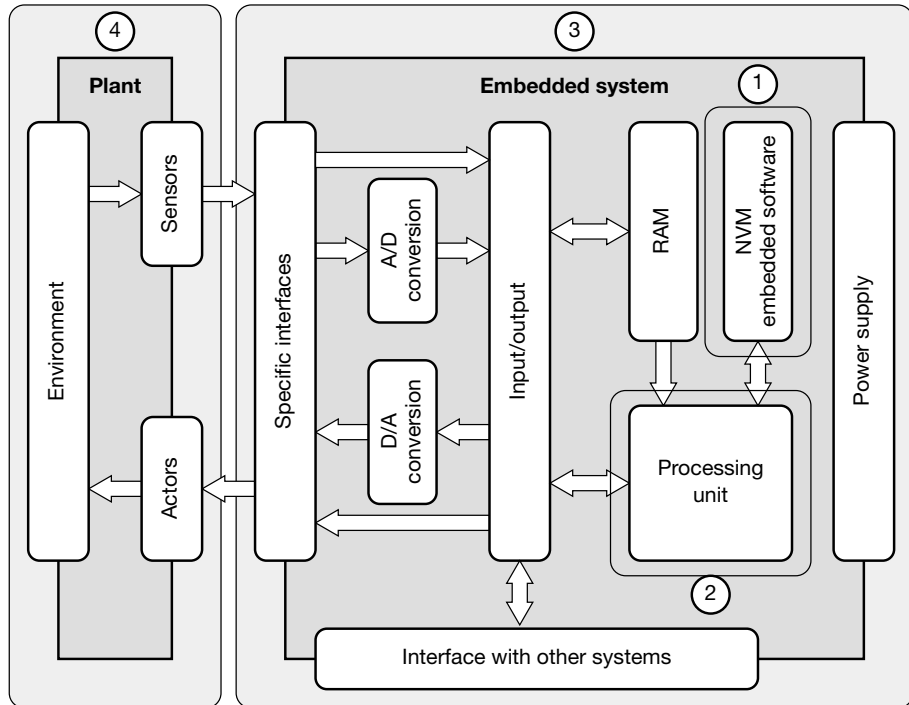 4
3
Plant
Embedded system
1
Environment
Sensors
Actors
Specific interfaces
A/D
conversion
D/A
conversion
Input/output
RAM
NVM
embedded software
Power supply
Processing
unit
2
Interface with other systems